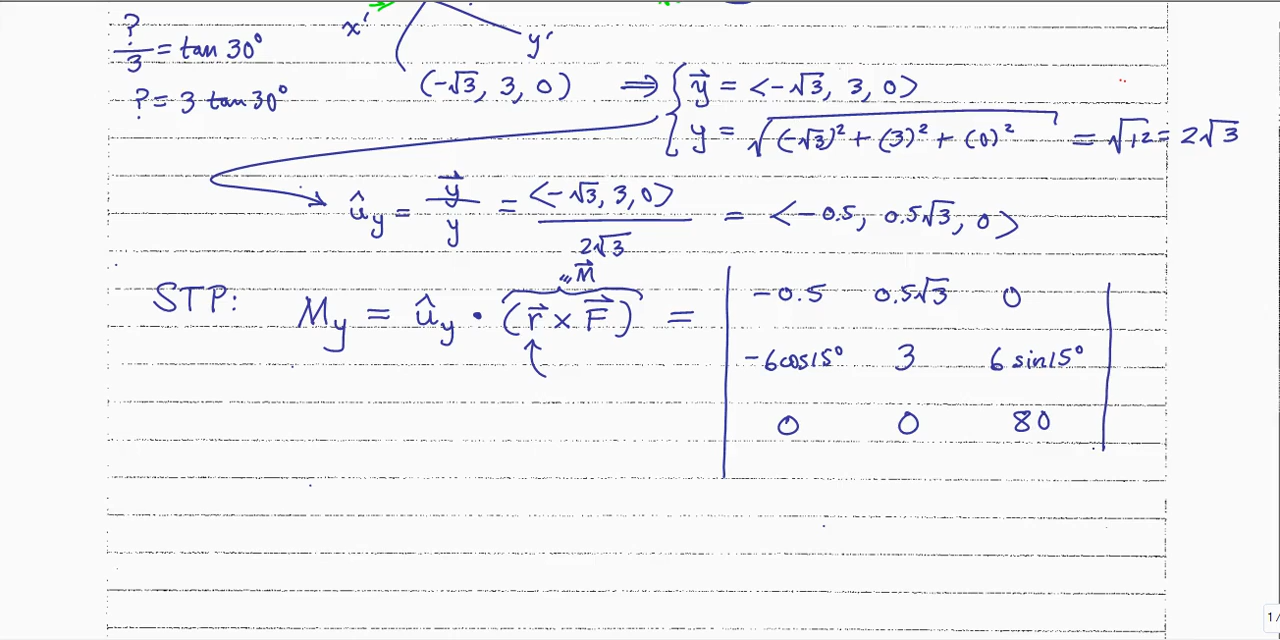 x'
y'
?/3 = tan 30°
? = 3 tan 30°
(-√3, 3, 0) ⟹ { y⃗ = <-√3, 3, 0>
y = √((-√3)² + (3)² + (0)²) = √12 = 2√3
û_y = y⃗/y = <-√3, 3, 0>/2√3 = <-0.5, 0.5√3, 0>
M⃗
STP: M_y = û_y · (r⃗ × F⃗) =
-0.5 0.5√3 0
-6cos15° 3 6 sin15°
0 0 80